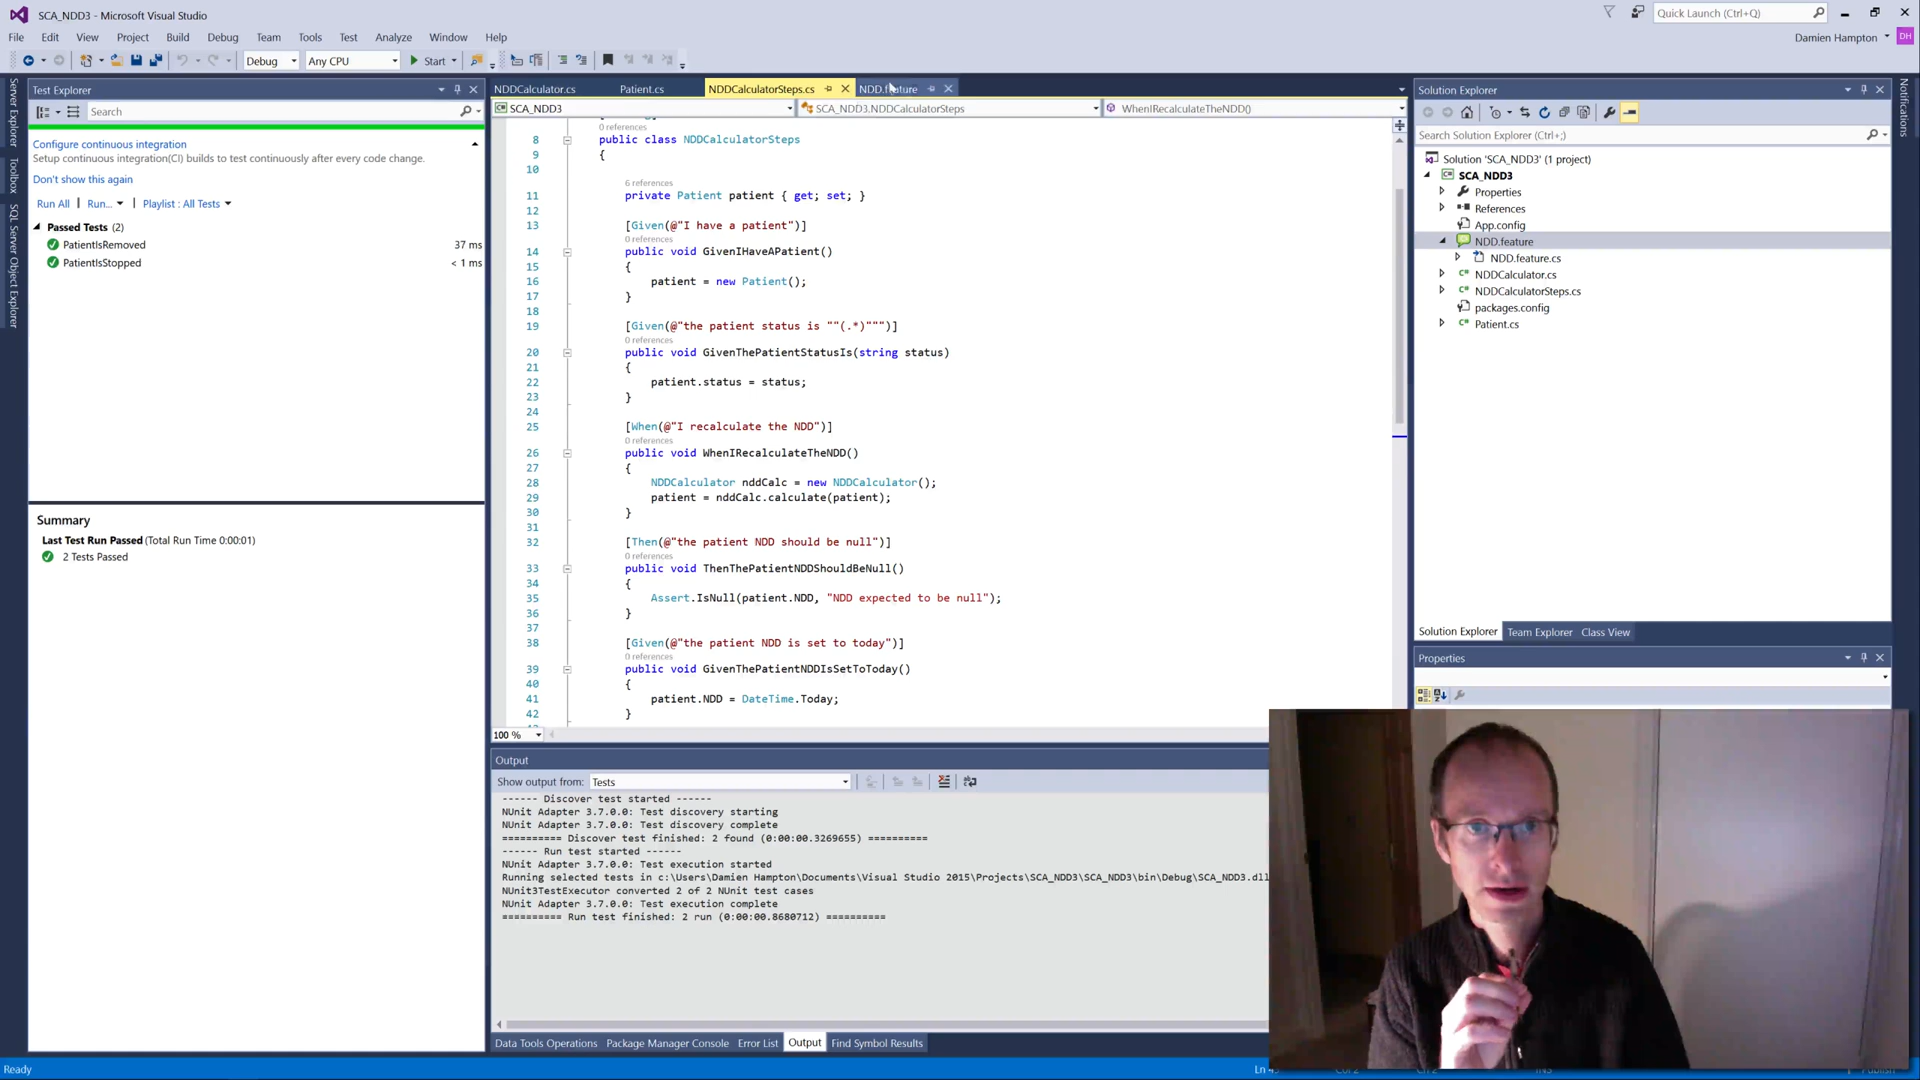 SCA_NDD3 - Microsoft Visual Studio
Quick Launch (Ctrl+Q)
File Edit View Project Build Debug Team Tools Test Analyze Window Help
Damien Hampton DH
Debug Any CPU Start
Server Explorer
Toolbox
SQL Server Object Explorer
Test Explorer
Search
Configure continuous integration
Setup continuous integration(CI) builds to test continuously after every code change.
Don't show this again
Run All Run... Playlist : All Tests
Passed Tests (2)
PatientIsRemoved 37 ms
PatientIsStopped < 1 ms
Summary
Last Test Run Passed (Total Run Time 0:00:01)
2 Tests Passed
NDDCalculator.cs Patient.cs NDDCalculatorSteps.cs NDD.feature
SCA_NDD3 SCA_NDD3.NDDCalculatorSteps WhenIRecalculateTheNDD()
0 references
8 public class NDDCalculatorSteps
9 {
10
6 references
11 private Patient patient { get; set; }
12
13 [Given(@"I have a patient")]
0 references
14 public void GivenIHaveAPatient()
15 {
16 patient = new Patient();
17 }
18
19 [Given(@"the patient status is ""(.*)""")]
0 references
20 public void GivenThePatientStatusIs(string status)
21 {
22 patient.status = status;
23 }
24
25 [When(@"I recalculate the NDD")]
0 references
26 public void WhenIRecalculateTheNDD()
27 {
28 NDDCalculator nddCalc = new NDDCalculator();
29 patient = nddCalc.calculate(patient);
30 }
31
32 [Then(@"the patient NDD should be null")]
0 references
33 public void ThenThePatientNDDShouldBeNull()
34 {
35 Assert.IsNull(patient.NDD, "NDD expected to be null");
36 }
37
38 [Given(@"the patient NDD is set to today")]
0 references
39 public void GivenThePatientNDDIsSetToToday()
40 {
41 patient.NDD = DateTime.Today;
42 }
100 %
Output
Show output from: Tests
------ Discover test started ------
NUnit Adapter 3.7.0.0: Test discovery starting
NUnit Adapter 3.7.0.0: Test discovery complete
========== Discover test finished: 2 found (0:00:00.3269655) ==========
------ Run test started ------
NUnit Adapter 3.7.0.0: Test execution started
Running selected tests in c:\Users\Damien Hampton\Documents\Visual Studio 2015\Projects\SCA_NDD3\SCA_NDD3\bin\Debug\SCA_NDD3.dll
NUnit3TestExecutor converted 2 of 2 NUnit test cases
NUnit Adapter 3.7.0.0: Test execution complete
========== Run test finished: 2 run (0:00:00.8680712) ==========
Data Tools Operations Package Manager Console Error List Output Find Symbol Results
Solution Explorer
Search Solution Explorer (Ctrl+;)
Solution 'SCA_NDD3' (1 project)
SCA_NDD3
Properties
References
App.config
NDD.feature
NDD.feature.cs
NDDCalculator.cs
NDDCalculatorSteps.cs
packages.config
Patient.cs
Solution Explorer Team Explorer Class View
Properties
Notifications
Ready